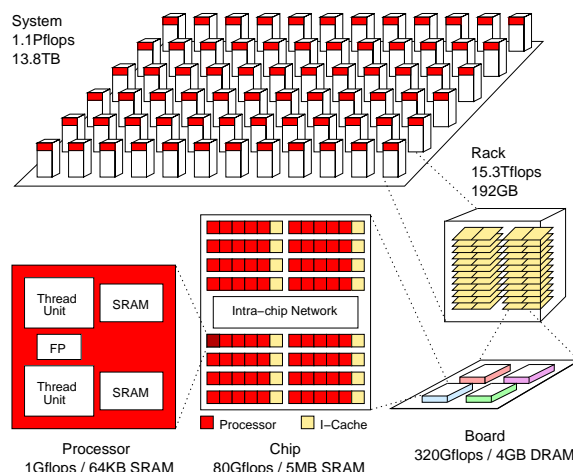 System
1.1Pflops
13.8TB
Rack
15.3Tflops
192GB
Intra−chip Network
Thread
Unit
SRAM
FP
Thread
Unit
SRAM
Processor
I−Cache
Processor
1Gflops / 64KB SRAM
Chip
80Gflops / 5MB SRAM
Board
320Gflops / 4GB DRAM